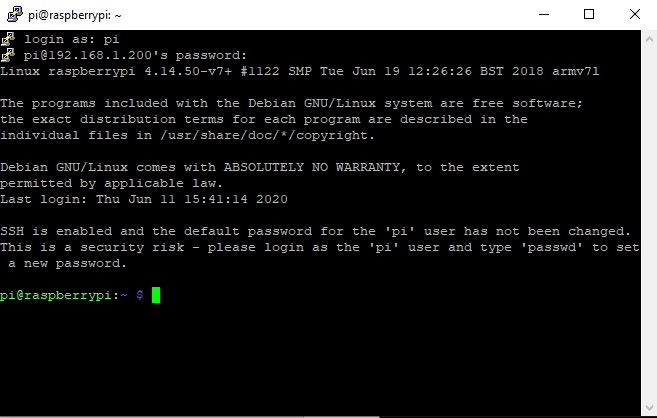 pi@raspberrypi: ~
login as: pi
pi@192.168.1.200's password:
Linux raspberrypi 4.14.50-v7+ #1122 SMP Tue Jun 19 12:26:26 BST 2018 armv7l
The programs included with the Debian GNU/Linux system are free software;
the exact distribution terms for each program are described in the
individual files in /usr/share/doc/*/copyright.
Debian GNU/Linux comes with ABSOLUTELY NO WARRANTY, to the extent
permitted by applicable law.
Last login: Thu Jun 11 15:41:14 2020
SSH is enabled and the default password for the 'pi' user has not been changed.
This is a security risk - please login as the 'pi' user and type 'passwd' to set
 a new password.
pi@raspberrypi:~ $